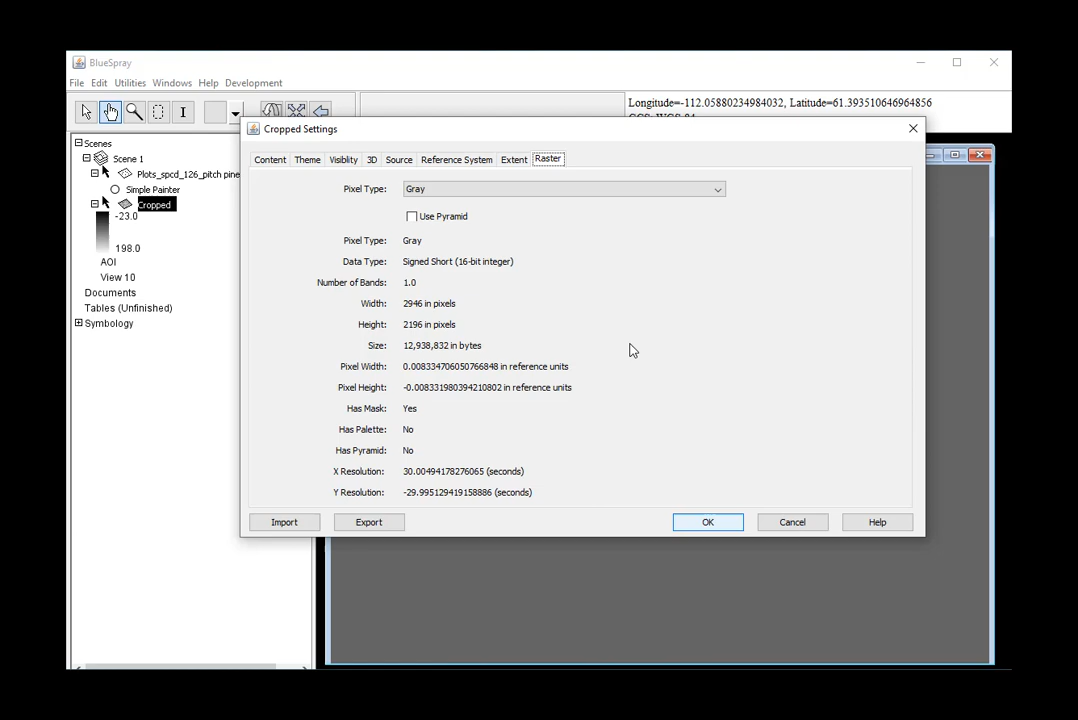 BlueSpray
File Edit Utilities Windows Help Development
Longitude=-112.05880234984032, Latitude=61.393510646964856
Scenes
Scene 1
Plots_spcd_126_pitch pine
Simple Painter
Cropped
-23.0
198.0
AOI
View 10
Documents
Tables (Unfinished)
Symbology
Cropped Settings
Content Theme Visiblity 3D Source Reference System Extent Raster
Pixel Type: Gray
Use Pyramid
Pixel Type: Gray
Data Type: Signed Short (16-bit integer)
Number of Bands: 1.0
Width: 2946 in pixels
Height: 2196 in pixels
Size: 12,938,832 in bytes
Pixel Width: 0.008334706050766848 in reference units
Pixel Height: -0.008331980394210802 in reference units
Has Mask: Yes
Has Palette: No
Has Pyramid: No
X Resolution: 30.00494178276065 (seconds)
Y Resolution: -29.995129419158886 (seconds)
Import Export OK Cancel Help